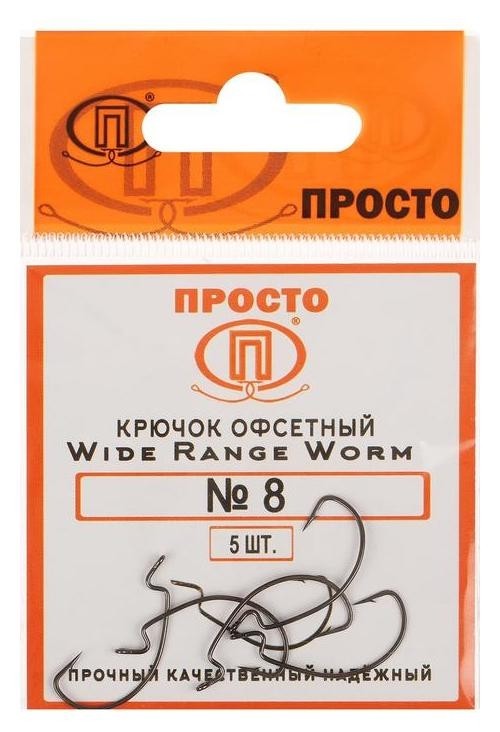 П
®
ПРОСТО
ПРОСТО
П
®
КРЮЧОК ОФСЕТНЫЙ
WIDE RANGE WORM
№ 8
5 ШТ.
ПРОЧНЫЙ КАЧЕСТВЕННЫЙ НАДЁЖНЫЙ